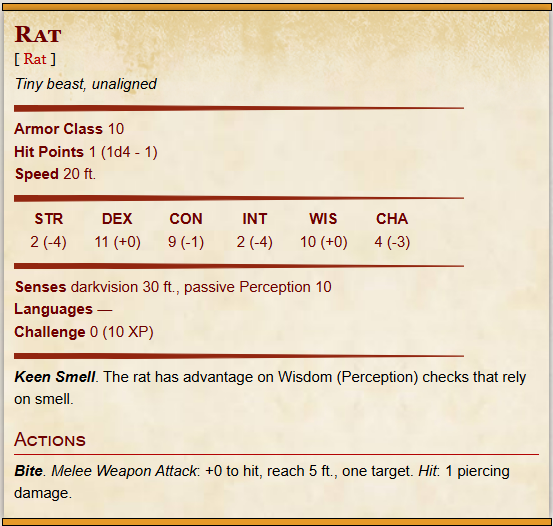 RAT
[ Rat ]
Tiny beast, unaligned
Armor Class 10
Hit Points 1 (1d4 - 1)
Speed 20 ft.
STR DEX CON INT WIS CHA
2 (-4) 11 (+0) 9 (-1) 2 (-4) 10 (+0) 4 (-3)
Senses darkvision 30 ft., passive Perception 10
Languages —
Challenge 0 (10 XP)
Keen Smell. The rat has advantage on Wisdom (Perception) checks that rely
on smell.
ACTIONS
Bite. Melee Weapon Attack: +0 to hit, reach 5 ft., one target. Hit: 1 piercing
damage.